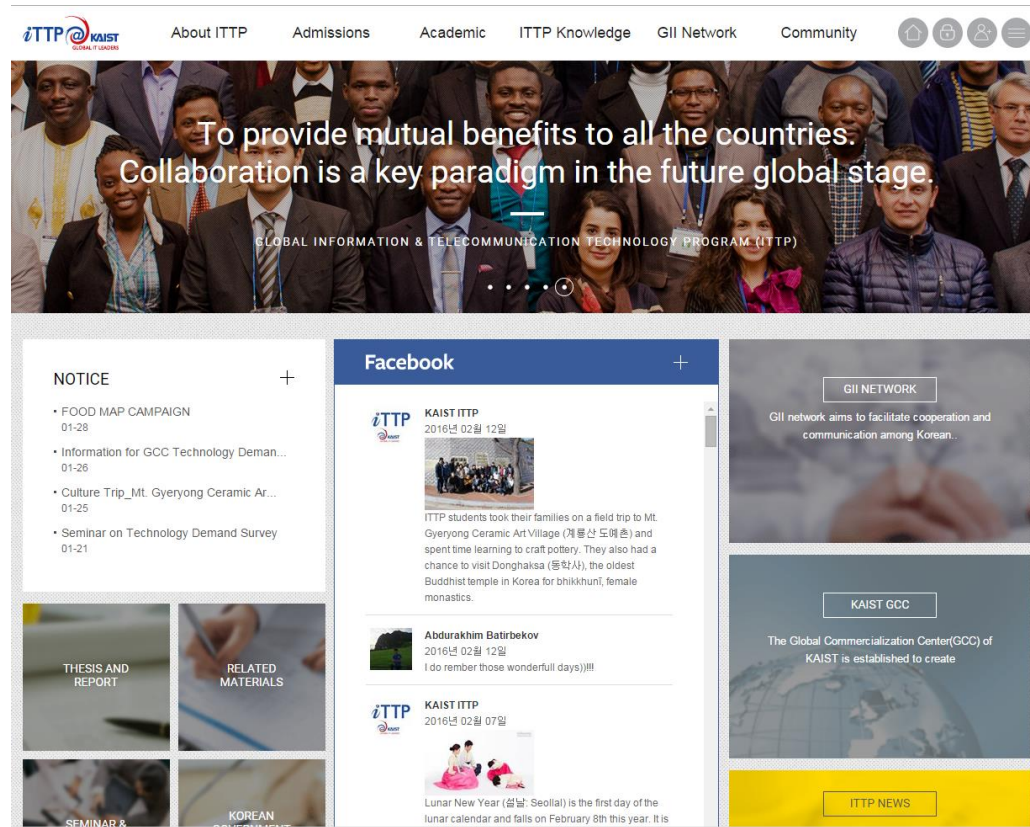 iTTP@KAIST
GLOBAL IT LEADERS
About ITTP
Admissions
Academic
ITTP Knowledge
GII Network
Community
To provide mutual benefits to all the countries.
Collaboration is a key paradigm in the future global stage.
GLOBAL INFORMATION & TELECOMMUNICATION TECHNOLOGY PROGRAM (ITTP)
NOTICE
• FOOD MAP CAMPAIGN
01-28
• Information for GCC Technology Deman...
01-26
• Culture Trip_Mt. Gyeryong Ceramic Ar...
01-25
• Seminar on Technology Demand Survey
01-21
THESIS AND
REPORT
RELATED
MATERIALS
SEMINAR &
KOREAN
GOVERNMENT
Facebook
iTTP
@KAIST
KAIST ITTP
2016년 02월 12일
ITTP students took their families on a field trip to Mt.
Gyeryong Ceramic Art Village (계룡산 도예촌) and
spent time learning to craft pottery. They also had a
chance to visit Donghaksa (동학사), the oldest
Buddhist temple in Korea for bhikkhunī, female
monastics.
Abdurakhim Batirbekov
2016년 02월 12일
I do rember those wonderfull days))!!!
iTTP
@KAIST
KAIST ITTP
2016년 02월 07일
Lunar New Year (설날: Seollal) is the first day of the
lunar calendar and falls on February 8th this year. It is
GII NETWORK
GII network aims to facilitate cooperation and
communication among Korean..
KAIST GCC
The Global Commercialization Center(GCC) of
KAIST is established to create
ITTP NEWS